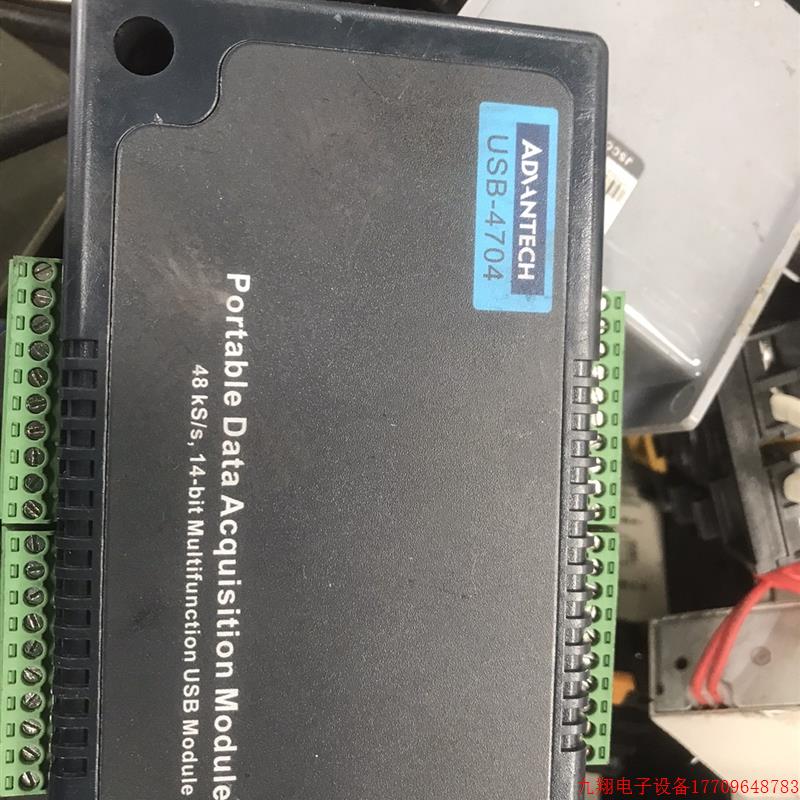 ADVANTECH
USB-4704
Portable Data Acquisition Module
48 kS/s, 14-bit Multifunction USB Module
九翔电子设备17709648783